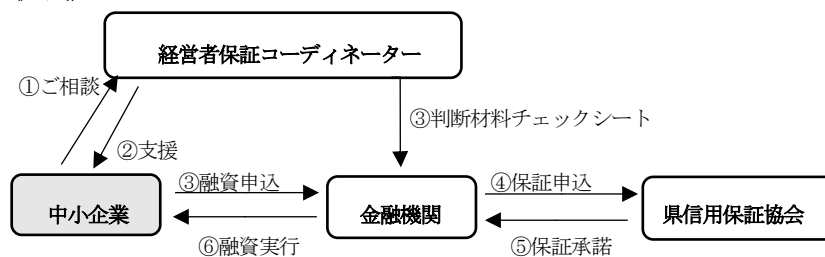 経営者保証コーディネーター
①ご相談
③判断材料チェックシート
②支援
③融資申込
④保証申込
中小企業
金融機関
県信用保証協会
⑥融資実行
⑤保証承諾